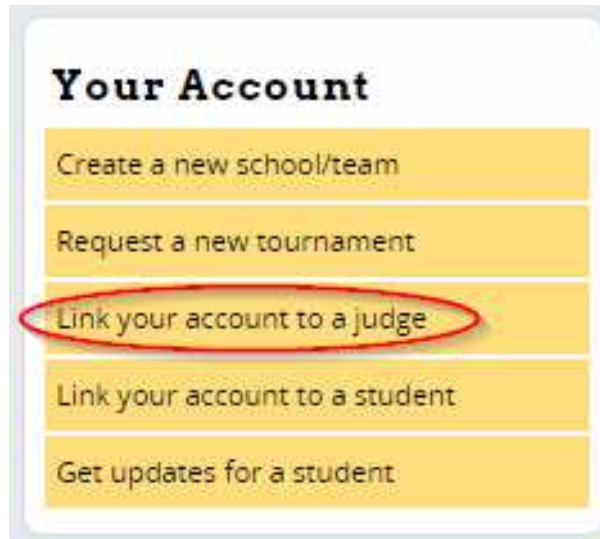 Your Account
Create a new school/team
Request a new tournament
Link your account to a judge
Link your account to a student
Get updates for a student